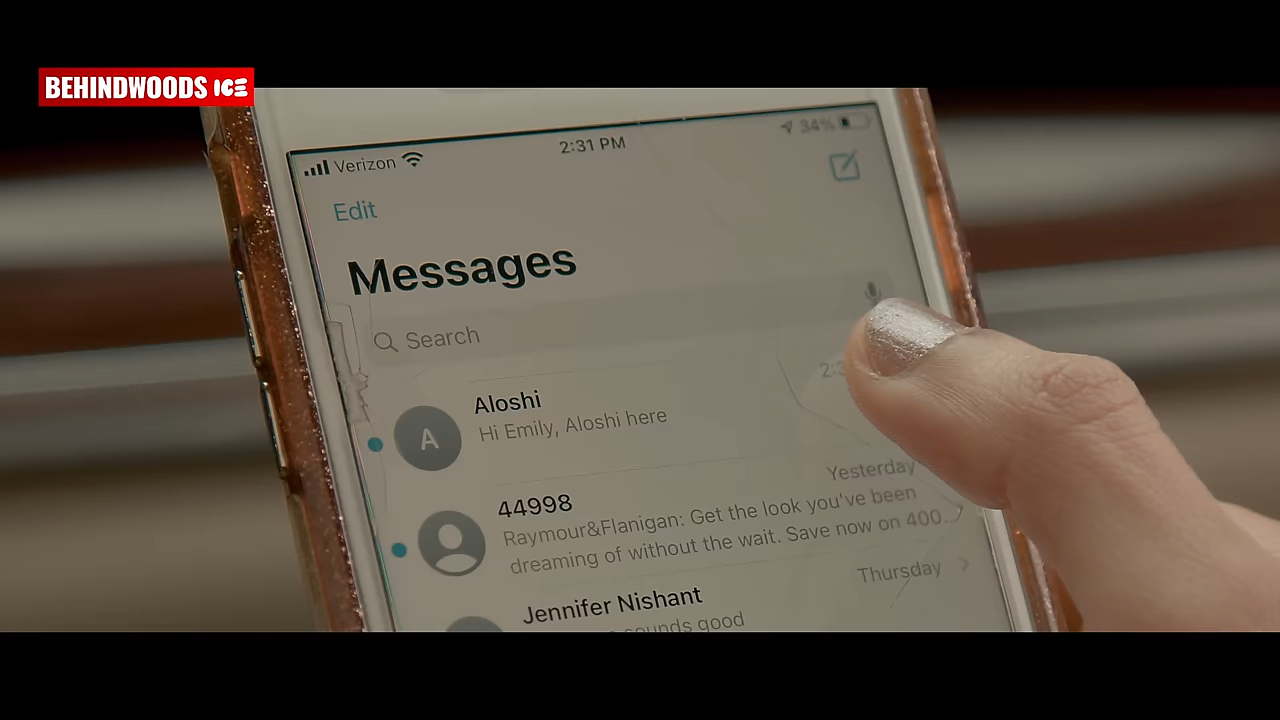 BEHINDWOODS ICE
Verizon 2:31 PM 34%
Edit
Messages
Search
Aloshi
Hi Emily, Aloshi here
44998 Yesterday
Raymour&Flanigan: Get the look you've been
dreaming of without the wait. Save now on 400...
Jennifer Nishant Thursday
sounds good
A